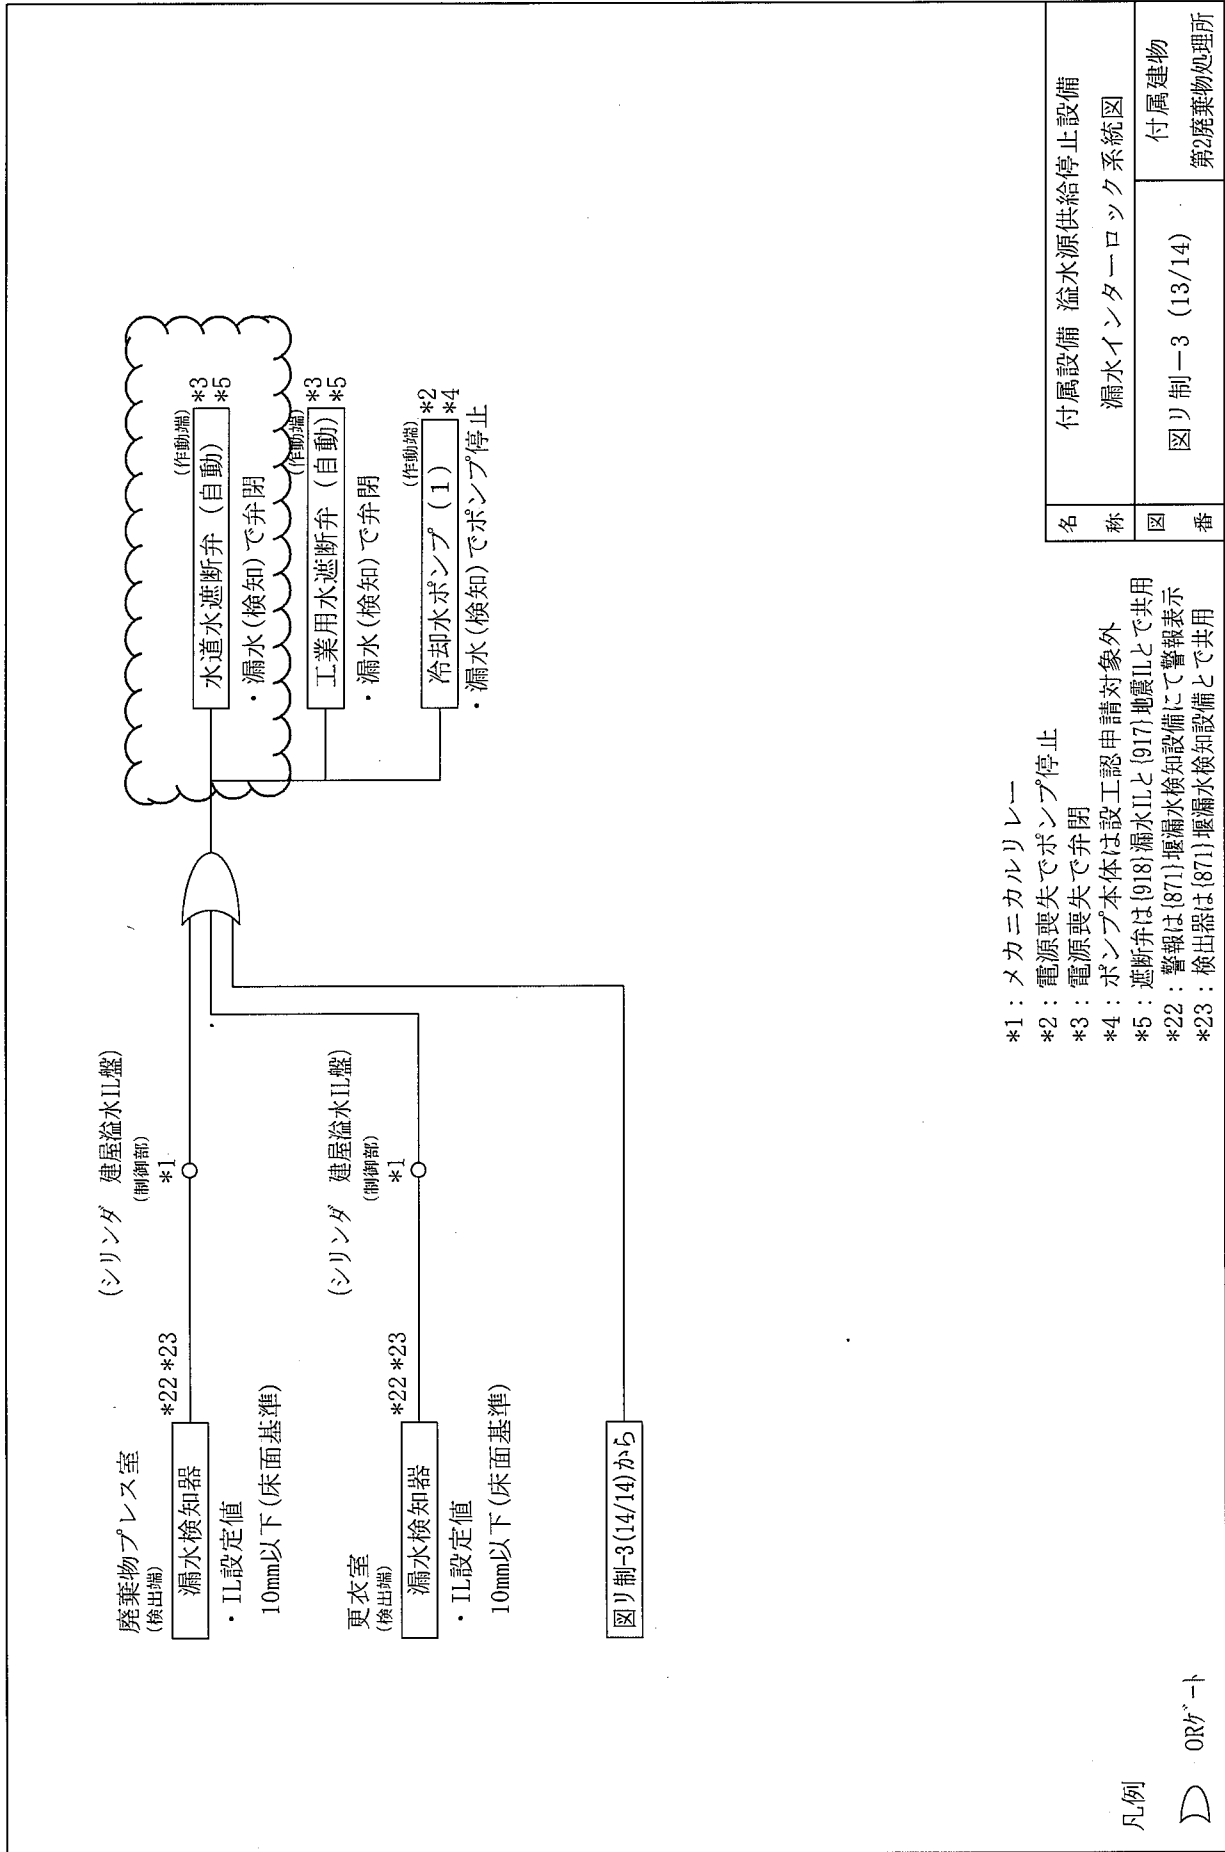 廃棄物プレス室
(検出端)
漏水検知器
*22 *23
・IL設定値
10mm以下(床面基準)
(シリンダ 建屋溢水IL盤)
(制御部)
*1
更衣室
(検出端)
漏水検知器
*22 *23
・IL設定値
10mm以下(床面基準)
(シリンダ 建屋溢水IL盤)
(制御部)
*1
図リ制-3(14/14)から
(作動端)
水道水遮断弁 (自動)
*3
*5
・漏水(検知)で弁閉
(作動端)
工業用水遮断弁 (自動)
*3
*5
・漏水(検知)で弁閉
(作動端)
冷却水ポンプ (1)
*2
*4
・漏水(検知)でポンプ停止
凡例
ORゲート
*1:メカニカルリレー
*2:電源喪失でポンプ停止
*3:電源喪失で弁閉
*4:ポンプ本体は設工認申請対象外
*5:遮断弁は{918}漏水ILと{917}地震ILとで共用
*22:警報は{871}堰漏水検知設備にて警報表示
*23:検出器は{871}堰漏水検知設備とで共用
名称
付属設備 溢水源供給停止設備
漏水インターロック系統図
図番
図リ制-3 (13/14)
付属建物
第2廃棄物処理所